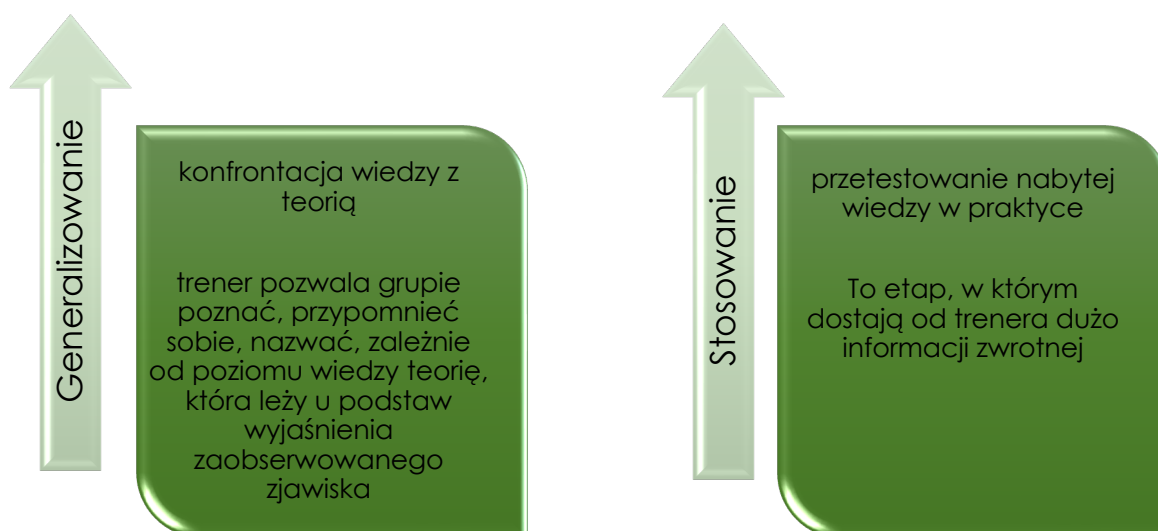 Generalizowanie
konfrontacja wiedzy z
teorią
trener pozwala grupie
poznać, przypomnieć
sobie, nazwać, zależnie
od poziomu wiedzy teorię,
która leży u podstaw
wyjaśnienia
zaobserwowanego
zjawiska
Stosowanie
przetestowanie nabytej
wiedzy w praktyce
To etap, w którym
dostają od trenera dużo
informacji zwrotnej